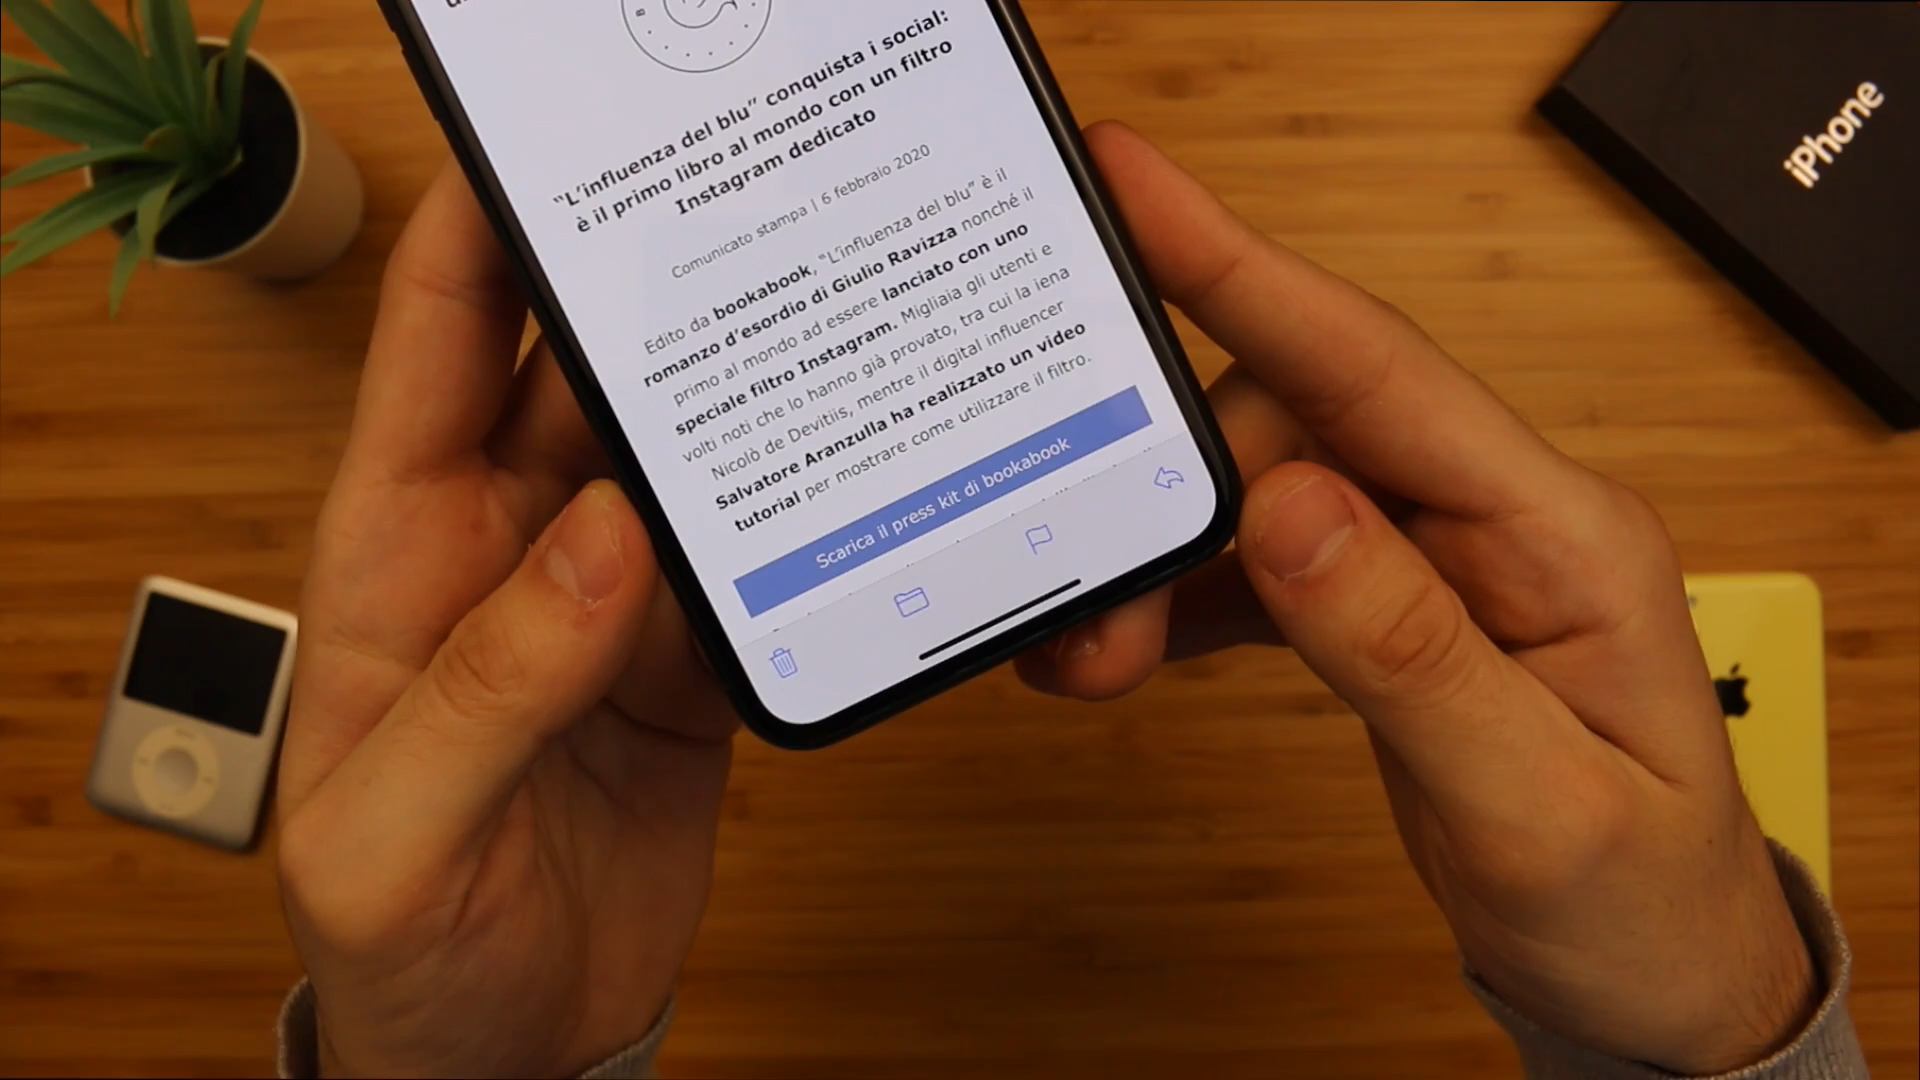 “L’influenza del blu” conquista i social:
è il primo libro al mondo con un filtro
Instagram dedicato
Comunicato stampa | 6 febbraio 2020
Edito da bookabook, “L’influenza del blu” è il
romanzo d’esordio di Giulio Ravizza nonché il
primo al mondo ad essere lanciato con uno
speciale filtro Instagram. Migliaia gli utenti e
volti noti che lo hanno già provato, tra cui la iena
Nicolò de Devitiis, mentre il digital influencer
Salvatore Aranzulla ha realizzato un video
tutorial per mostrare come utilizzare il filtro.
Scarica il press kit di bookabook
iPhone